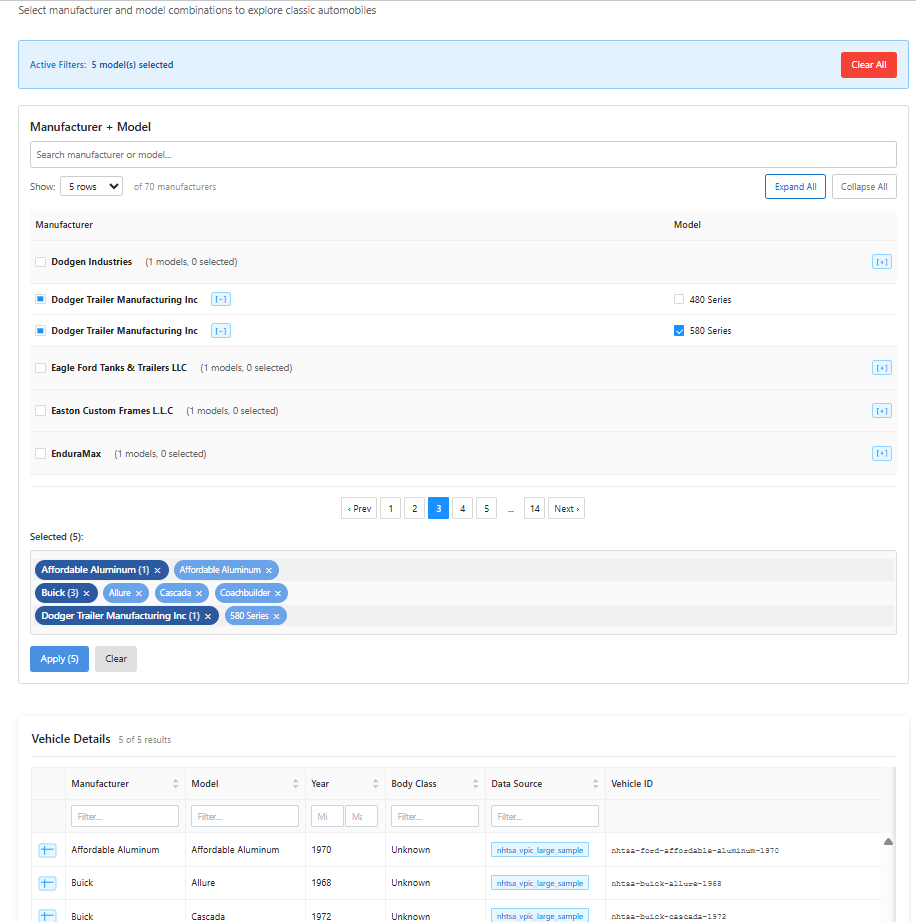 Select manufacturer and model combinations to explore classic automobiles
Active Filters: 5 model(s) selected
Clear All
Manufacturer + Model
Search manufacturer or model...
Show: 5 rows of 70 manufacturers
Expand All Collapse All
Manufacturer Model
Dodgen Industries (1 models, 0 selected) [+]
Dodger Trailer Manufacturing Inc [-] 480 Series
Dodger Trailer Manufacturing Inc [-] 580 Series
Eagle Ford Tanks & Trailers LLC (1 models, 0 selected) [+]
Easton Custom Frames L.L.C (1 models, 0 selected) [+]
EnduraMax (1 models, 0 selected) [+]
‹ Prev 1 2 3 4 5 ... 14 Next ›
Selected (5):
Affordable Aluminum (1) × Affordable Aluminum ×
Buick (3) × Allure × Cascada × Coachbuilder ×
Dodger Trailer Manufacturing Inc (1) × 580 Series ×
Apply (5) Clear
Vehicle Details 5 of 5 results
Manufacturer Model Year Body Class Data Source Vehicle ID
Filter... Filter... Mi Ma Filter... Filter...
Affordable Aluminum Affordable Aluminum 1970 Unknown nhtsa_vpic_large_sample nhtsa-ford-affordable-aluminum-1970
Buick Allure 1968 Unknown nhtsa_vpic_large_sample nhtsa-buick-allure-1968
Buick Cascada 1972 Unknown nhtsa_vpic_large_sample nhtsa-buick-cascada-1972